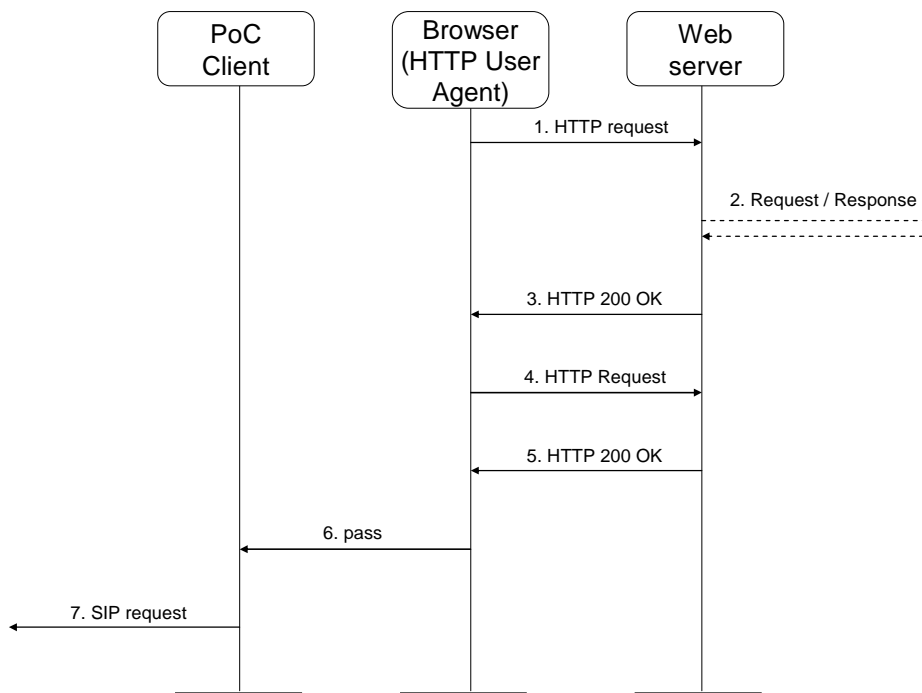 PoC
Client
Browser
(HTTP User
Agent)
Web
server
1. HTTP request
2. Request / Response
3. HTTP 200 OK
4. HTTP Request
5. HTTP 200 OK
6. pass
7. SIP request